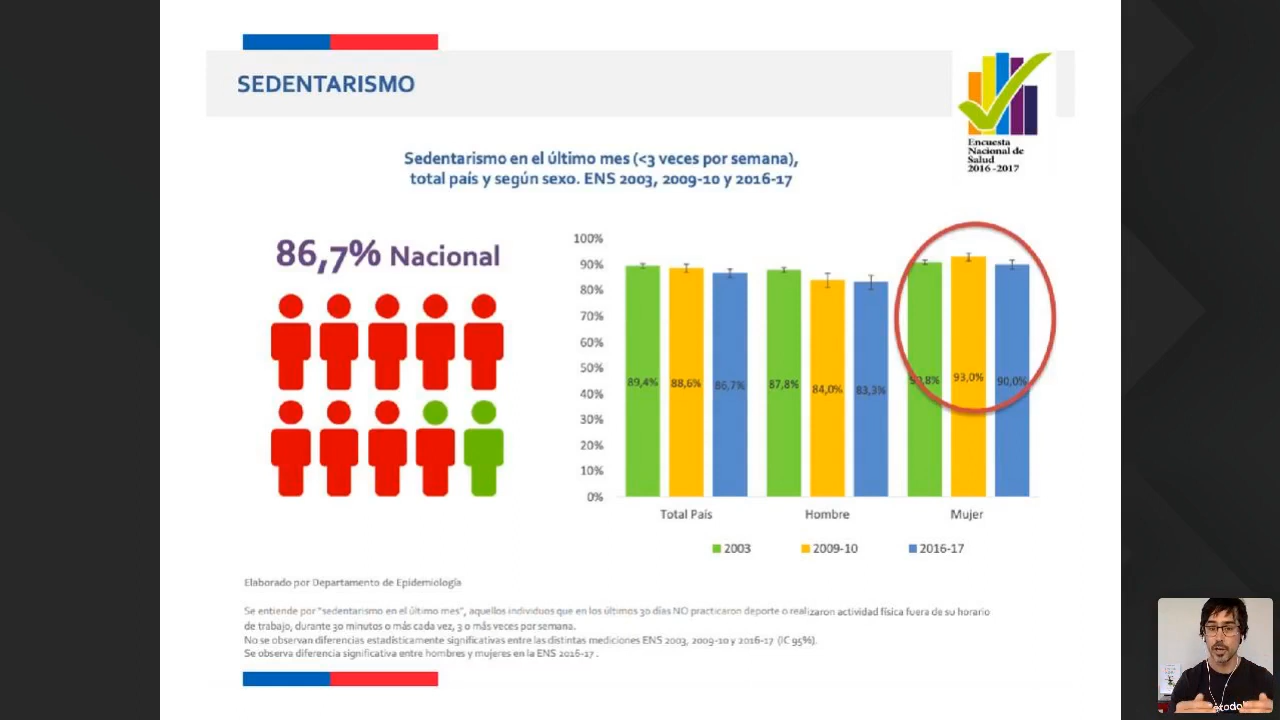 SEDENTARISMO
Encuesta
Nacional de
Salud
2016 -2017
Sedentarismo en el último mes (<3 veces por semana),
total país y según sexo. ENS 2003, 2009-10 y 2016-17
86,7% Nacional
100%
90%
80%
70%
60%
50%
40%
30%
20%
10%
0%
89,4% 88,6% 86,7% 87,8% 84,0% 83,3% 93,0% 90,0%
Total País Hombre Mujer
2003 2009-10 2016-17
Elaborado por Departamento de Epidemiología
Se entiende por "sedentarismo en el último mes", aquellos individuos que en los últimos 30 días NO practicaron deporte o realizaron actividad física fuera de su horario
de trabajo, durante 30 minutos o más cada vez, 3 o más veces por semana.
No se observan diferencias estadísticamente significativas entre las distintas mediciones ENS 2003, 2009-10 y 2016-17 (IC 95%).
Se observa diferencia significativa entre hombres y mujeres en la ENS 2016-17 .